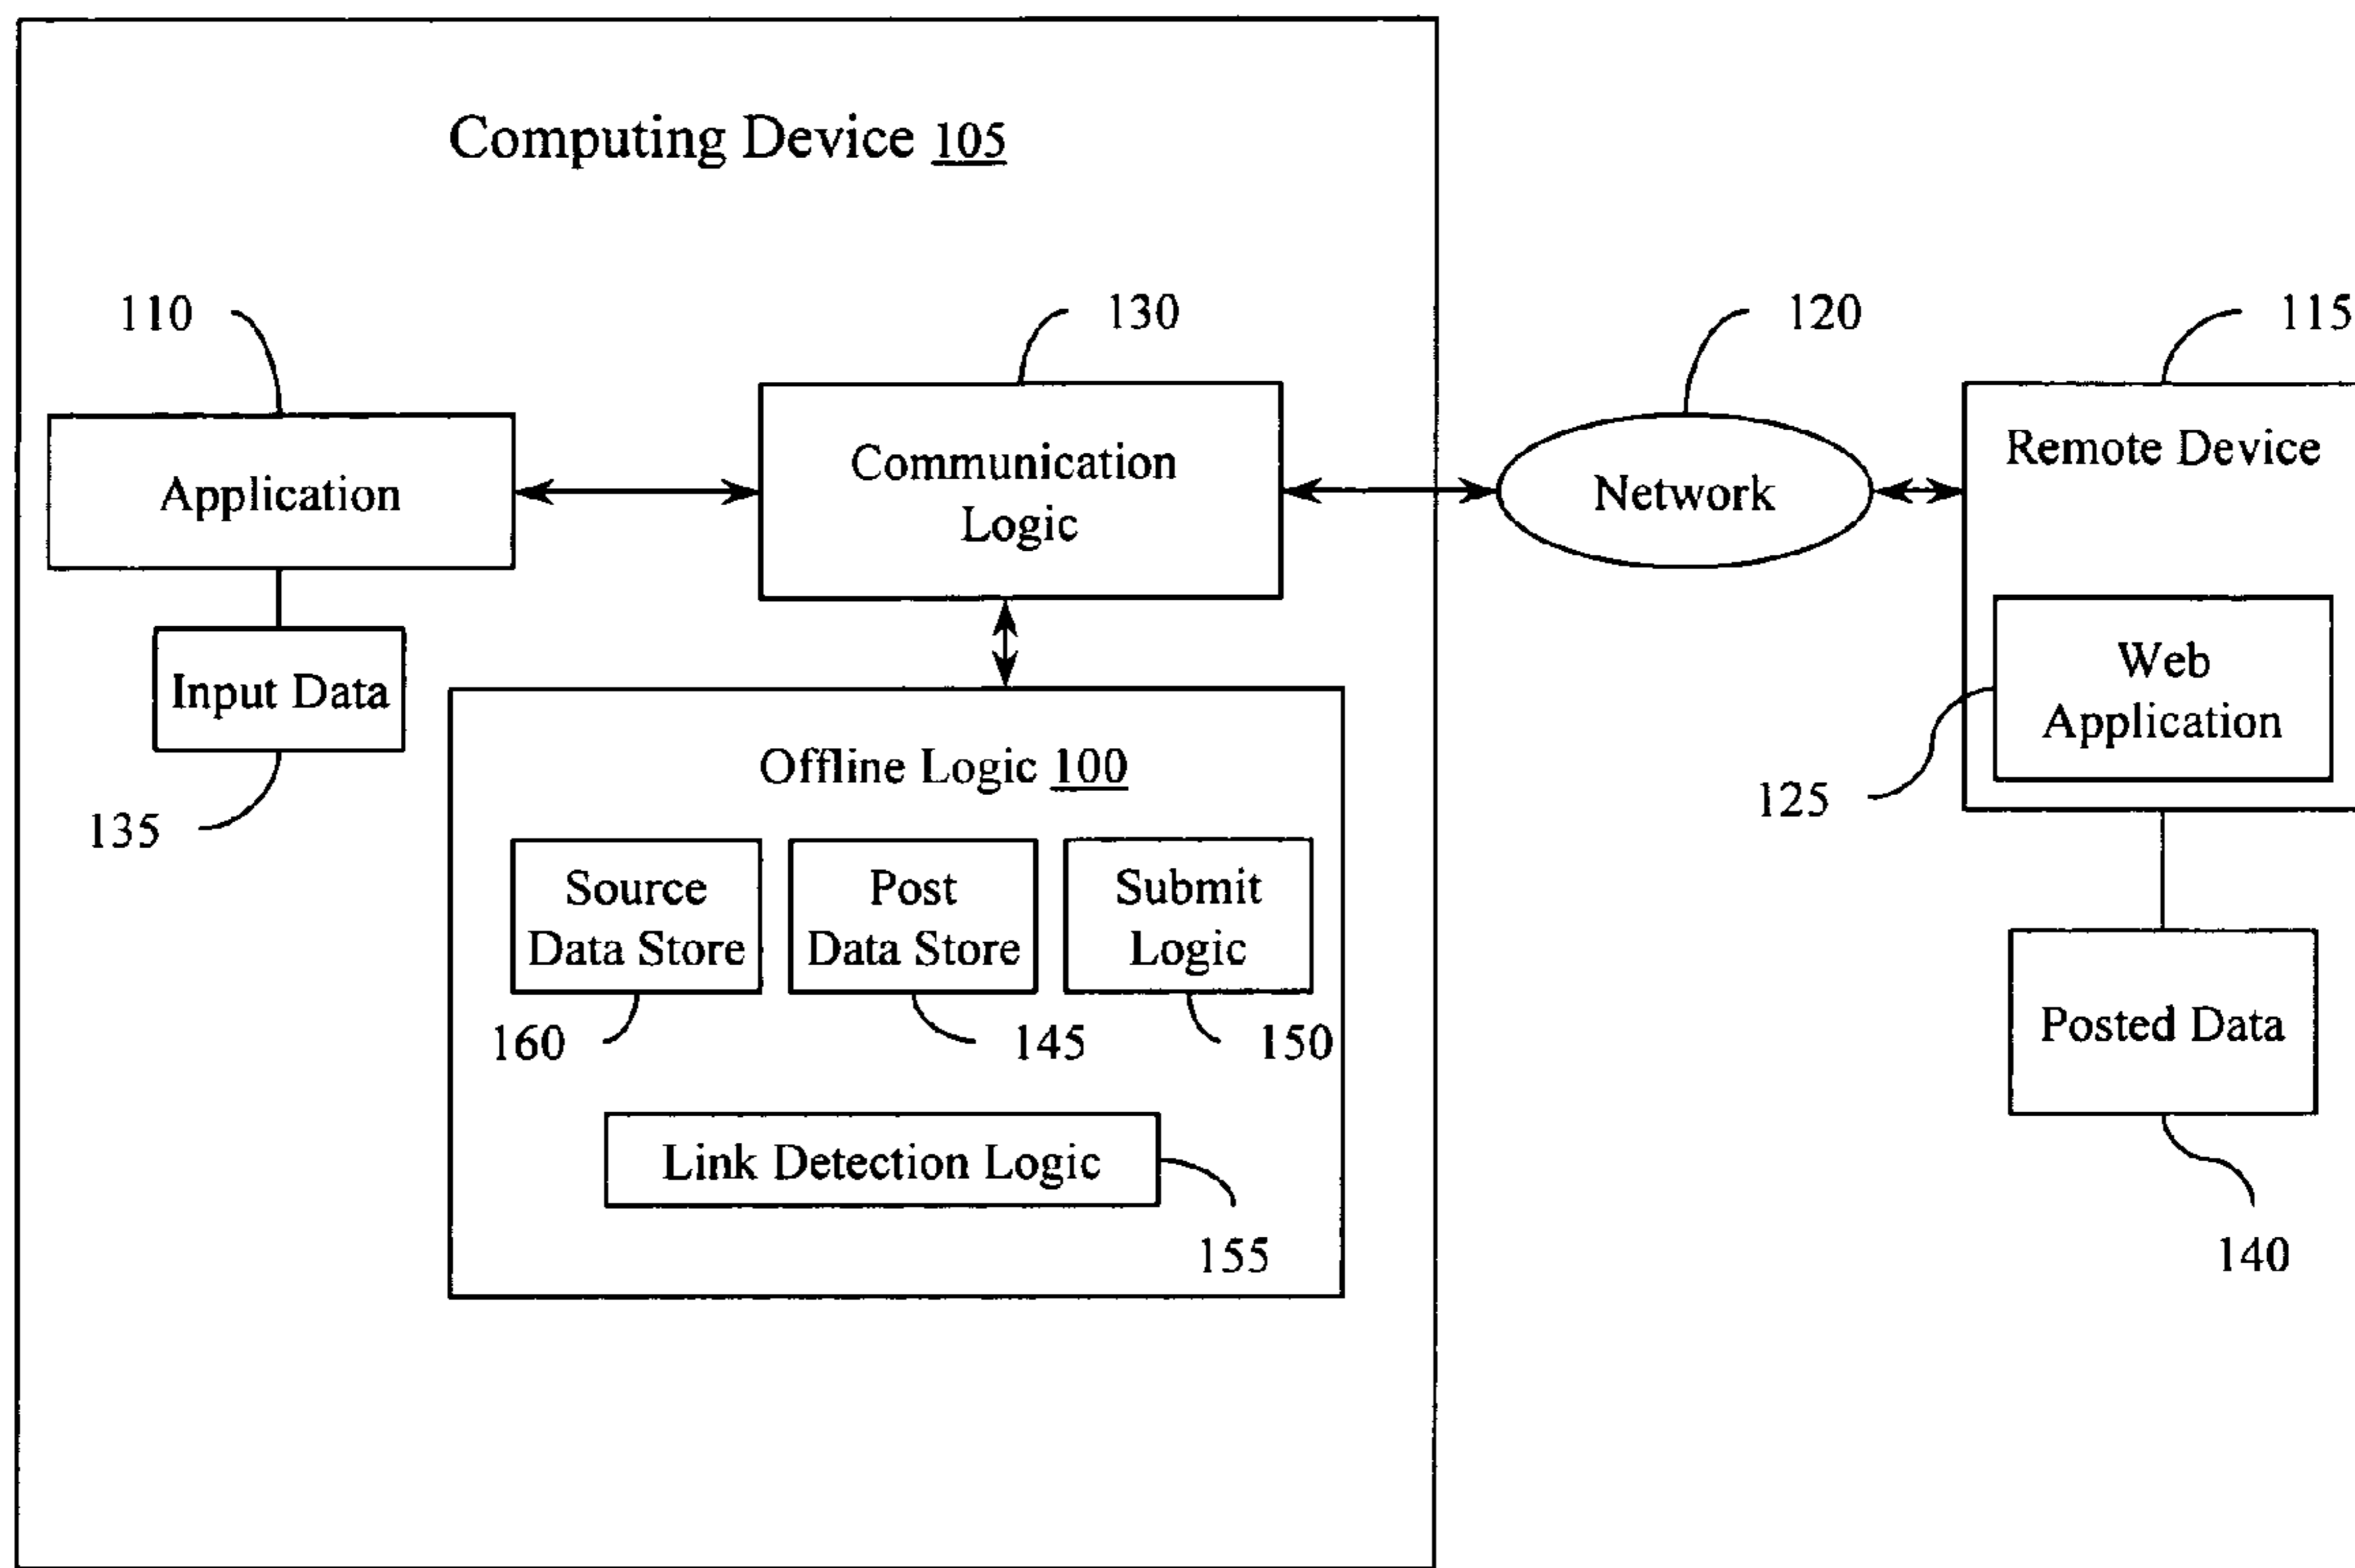 Computing Device 105
110
130
120
115
Application
Communication
Logic
Network
Remote Device
Input Data
135
Web
Application
125
Offline Logic 100
Source
Data Store
Post
Data Store
Submit
Logic
160
145
150
Link Detection Logic
155
Posted Data
140